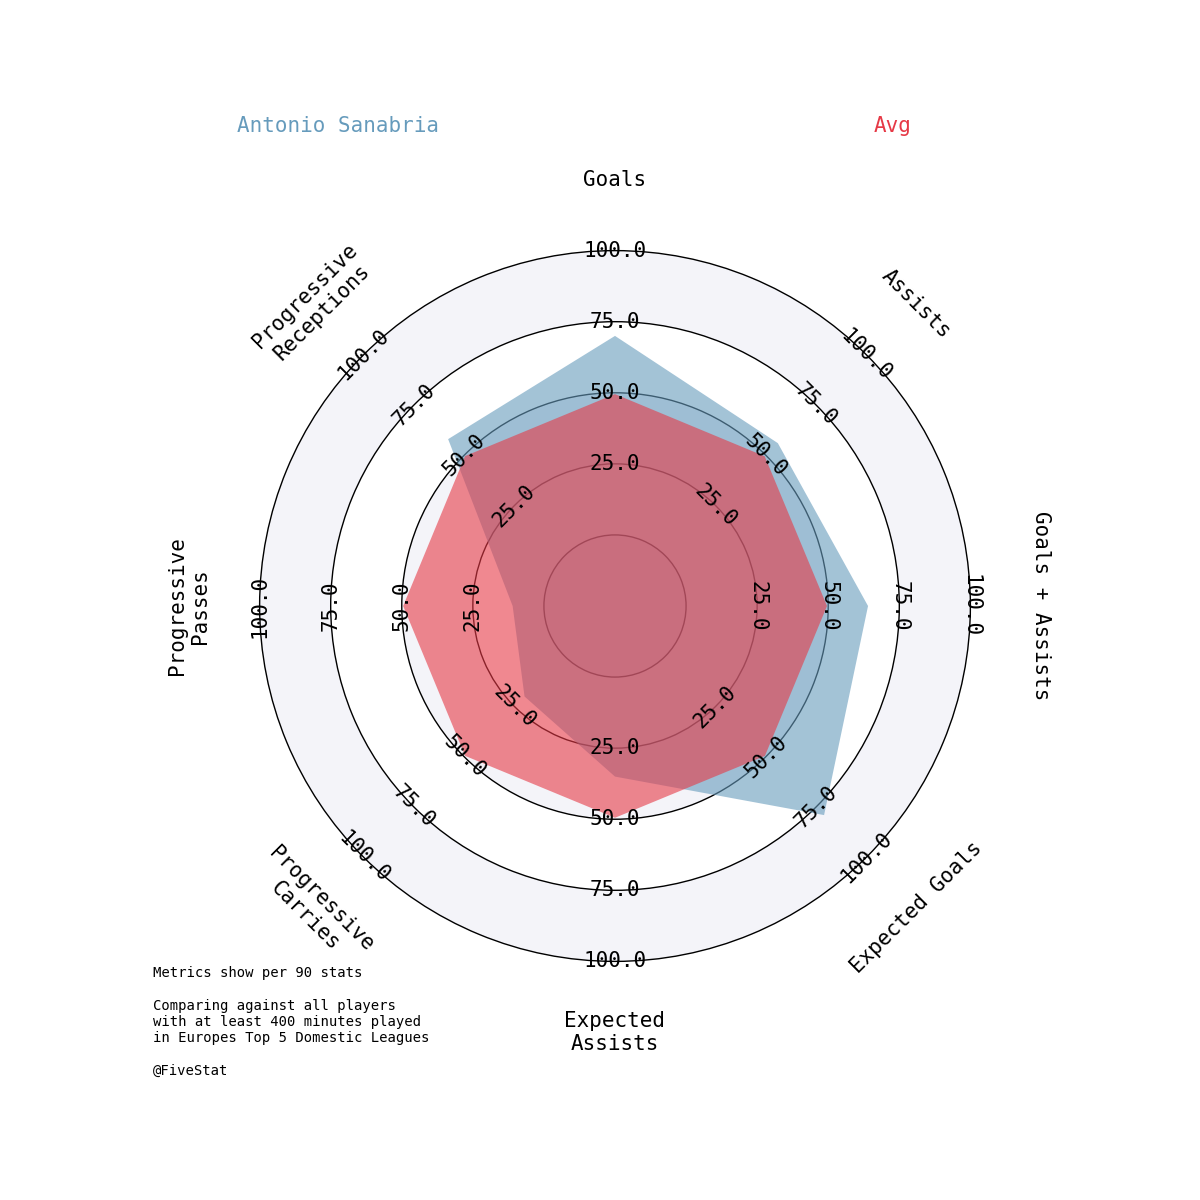 Antonio Sanabria
Avg
Goals
Assists
Goals + Assists
Expected Goals
Expected
Assists
Progressive
Carries
Progressive
Passes
Progressive
Receptions
25.0
50.0
75.0
100.0
25.0
50.0
75.0
100.0
25.0
50.0
75.0
100.0
25.0
50.0
75.0
100.0
25.0
50.0
75.0
100.0
25.0
50.0
75.0
100.0
25.0
50.0
75.0
100.0
25.0
50.0
75.0
100.0
Metrics show per 90 stats
Comparing against all players
with at least 400 minutes played
in Europes Top 5 Domestic Leagues
@FiveStat